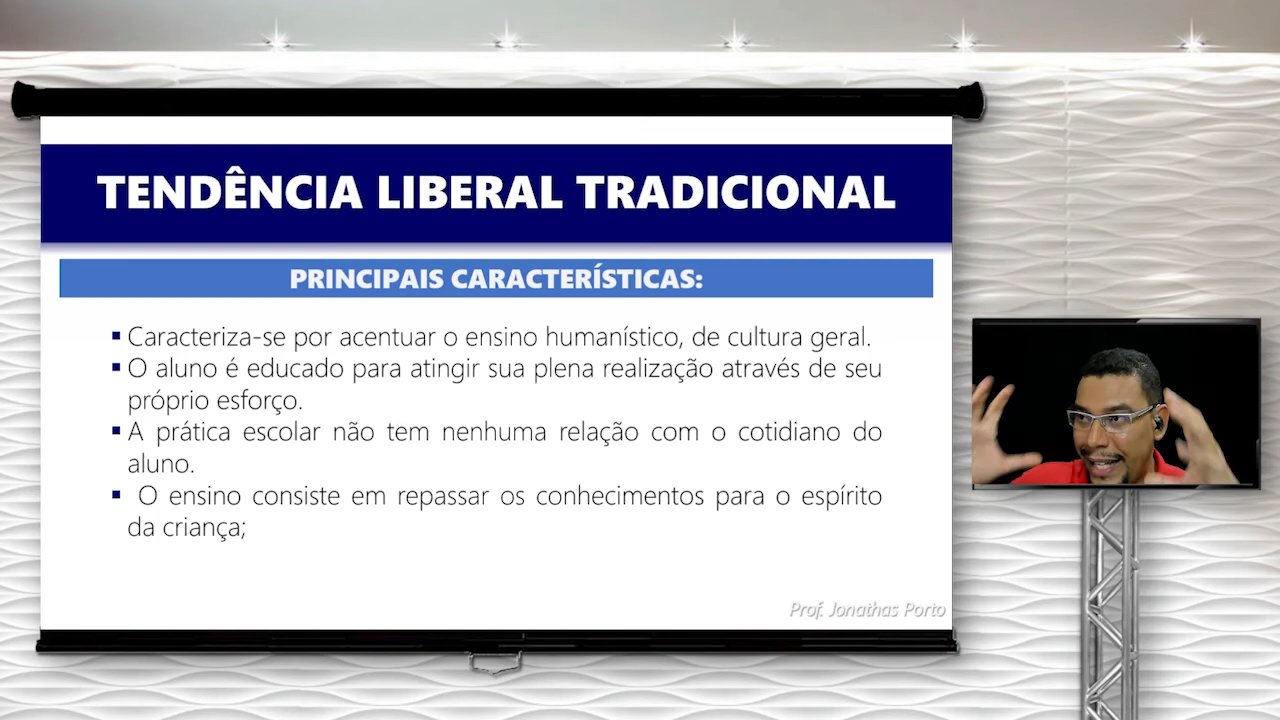 TENDÊNCIA LIBERAL TRADICIONAL
PRINCIPAIS CARACTERÍSTICAS:
▪ Caracteriza-se por acentuar o ensino humanístico, de cultura geral.
▪ O aluno é educado para atingir sua plena realização através de seu
próprio esforço.
▪ A prática escolar não tem nenhuma relação com o cotidiano do
aluno.
▪ O ensino consiste em repassar os conhecimentos para o espírito
da criança;
Prof. Jonathas Porto